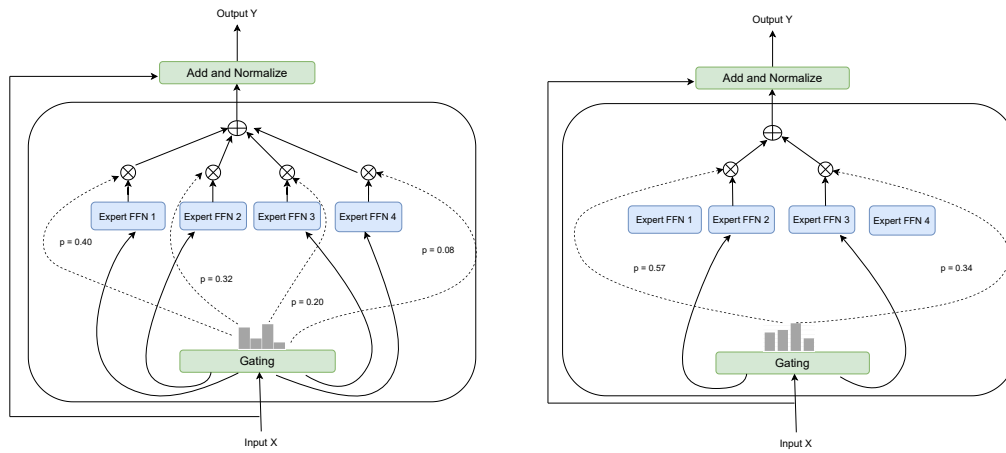 Output Y
Add and Normalize
Expert FFN 1
Expert FFN 2
Expert FFN 3
Expert FFN 4
p = 0.40
p = 0.32
p = 0.20
p = 0.08
Gating
Input X
Output Y
Add and Normalize
Expert FFN 1
Expert FFN 2
Expert FFN 3
Expert FFN 4
p = 0.57
p = 0.34
Gating
Input X